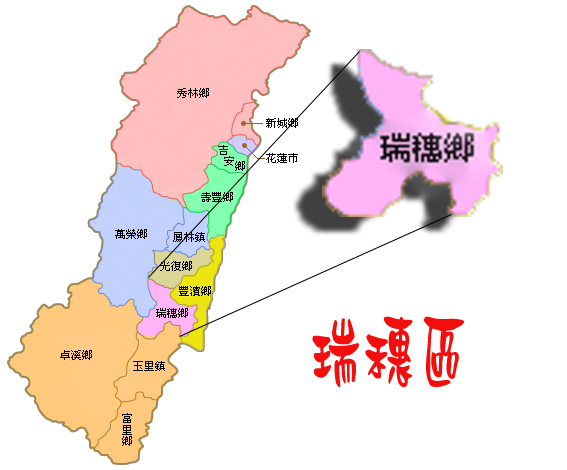 秀林鄉
新城鄉
花蓮市
吉安鄉
壽豐鄉
萬榮鄉
鳳林鎮
光復鄉
豐濱鄉
瑞穗鄉
卓溪鄉
玉里鎮
富里鄉
瑞穗鄉
瑞穗區